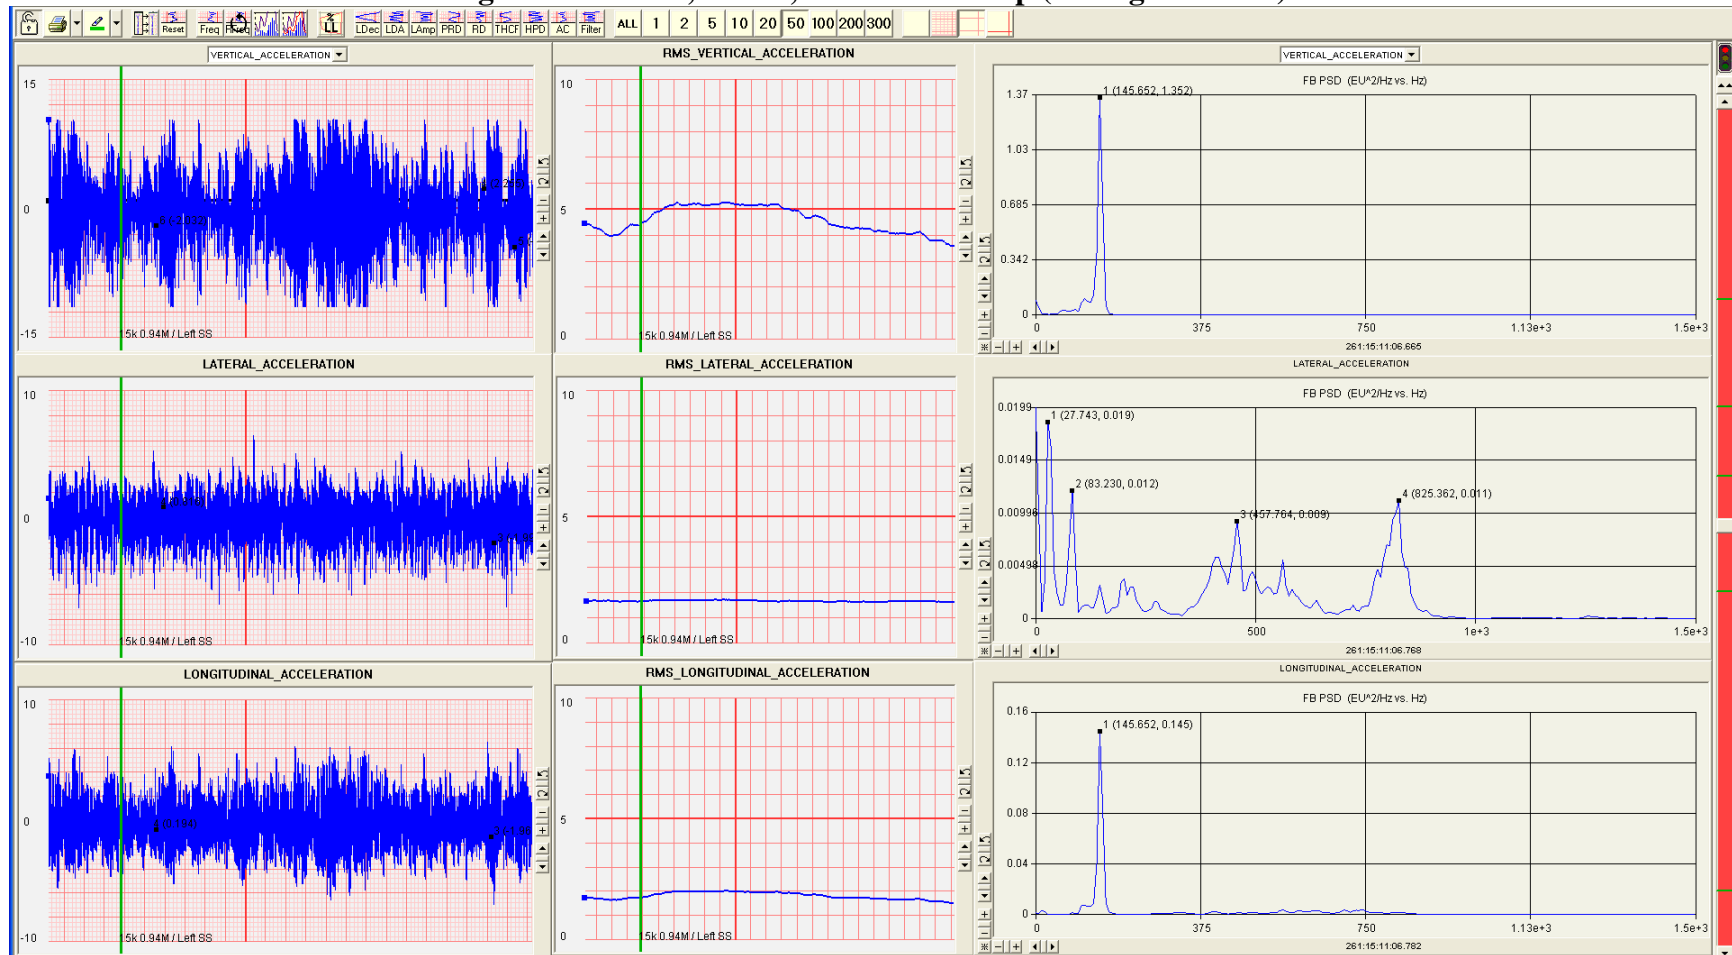 Reset Freq LL LDec LDA LAmp PRD RD THCF HPD AC Filter ALL 1 2 5 10 20 50 100 200 300
VERTICAL_ACCELERATION
15
0
-15
15k 0.94M / Left SS
RMS_VERTICAL_ACCELERATION
10
5
0
15k 0.94M / Left SS
VERTICAL_ACCELERATION
FB PSD (EU^2/Hz vs. Hz)
1.37
1 (145.652, 1.352)
1.03
0.685
0.342
0
0 375 750 1.13e+3 1.5e+3
261:15:11:06.665
LATERAL_ACCELERATION
10
0
-10
15k 0.94M / Left SS
RMS_LATERAL_ACCELERATION
10
5
0
15k 0.94M / Left SS
LATERAL_ACCELERATION
FB PSD (EU^2/Hz vs. Hz)
0.0199
1 (27.743, 0.019)
0.0149
2 (83.230, 0.012)
4 (825.362, 0.011)
0.00996
3 (457.764, 0.009)
0.00498
0
0 500 1e+3 1.5e+3
261:15:11:06.768
LONGITUDINAL_ACCELERATION
10
0
4 (0.194)
-10
15k 0.94M / Left SS
RMS_LONGITUDINAL_ACCELERATION
10
5
0
15k 0.94M / Left SS
LONGITUDINAL_ACCELERATION
FB PSD (EU^2/Hz vs. Hz)
0.16
1 (145.652, 0.145)
0.12
0.08
0.04
0
0 375 750 1.13e+3 1.5e+3
261:15:11:06.782